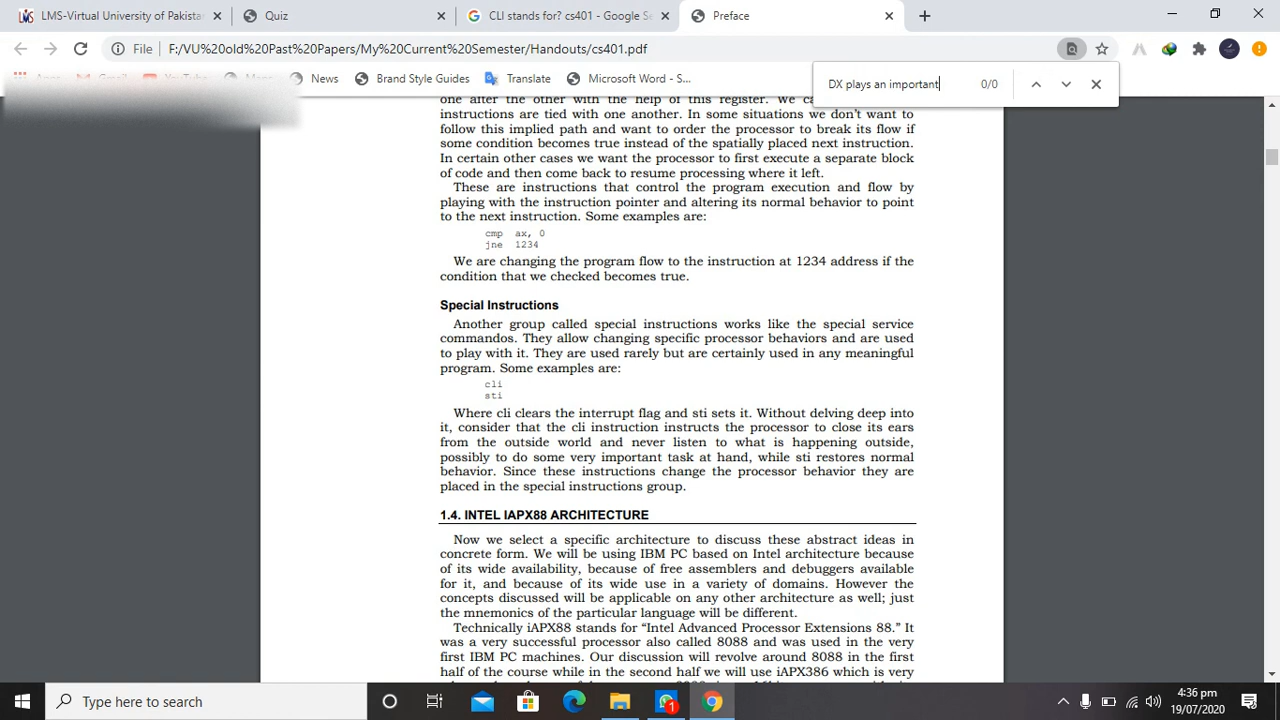 LMS-Virtual University of Pakistan
Quiz
CLI stands for? cs401 - Google Se
Preface
File
F:/VU%20old%20Past%20Papers/My%20Current%20Semester/Handouts/cs401.pdf
News
Brand Style Guides
Translate
Microsoft Word - S...
DX plays an important
0/0
one after the other with the help of this register. We
instructions are tied with one another. In some situations we don't want to
follow this implied path and want to order the processor to break its flow if
some condition becomes true instead of the spatially placed next instruction.
In certain other cases we want the processor to first execute a separate block
of code and then come back to resume processing where it left.
These are instructions that control the program execution and flow by
playing with the instruction pointer and altering its normal behavior to point
to the next instruction. Some examples are:
cmp ax, 0
jne 1234
We are changing the program flow to the instruction at 1234 address if the
condition that we checked becomes true.
Special Instructions
Another group called special instructions works like the special service
commandos. They allow changing specific processor behaviors and are used
to play with it. They are used rarely but are certainly used in any meaningful
program. Some examples are:
cli
sti
Where cli clears the interrupt flag and sti sets it. Without delving deep into
it, consider that the cli instruction instructs the processor to close its ears
from the outside world and never listen to what is happening outside,
possibly to do some very important task at hand, while sti restores normal
behavior. Since these instructions change the processor behavior they are
placed in the special instructions group.
1.4. INTEL IAPX88 ARCHITECTURE
Now we select a specific architecture to discuss these abstract ideas in
concrete form. We will be using IBM PC based on Intel architecture because
of its wide availability, because of free assemblers and debuggers available
for it, and because of its wide use in a variety of domains. However the
concepts discussed will be applicable on any other architecture as well; just
the mnemonics of the particular language will be different.
Technically iAPX88 stands for “Intel Advanced Processor Extensions 88.” It
was a very successful processor also called 8088 and was used in the very
first IBM PC machines. Our discussion will revolve around 8088 in the first
half of the course while in the second half we will use iAPX386 which is very
Type here to search
1
4:36 pm
19/07/2020